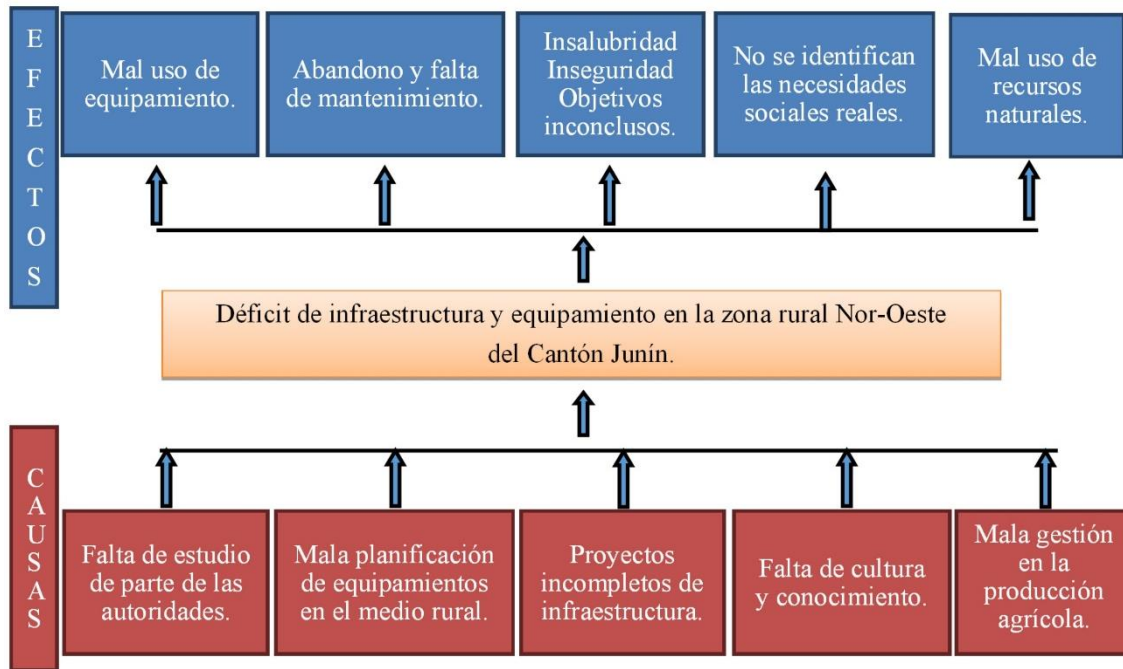 EFECTOS
Mal uso de
equipamiento.
Abandono y falta
de mantenimiento.
Insalubridad
Inseguridad
Objetivos
inconclusos.
No se identifican
las necesidades
sociales reales.
Mal uso de
recursos
naturales.
Déficit de infraestructura y equipamiento en la zona rural Nor-Oeste
del Cantón Junín.
CAUSAS
Falta de estudio
de parte de las
autoridades.
Mala planificación
de equipamientos
en el medio rural.
Proyectos
incompletos de
infraestructura.
Falta de cultura
y conocimiento.
Mala gestión
en la
producción
agrícola.